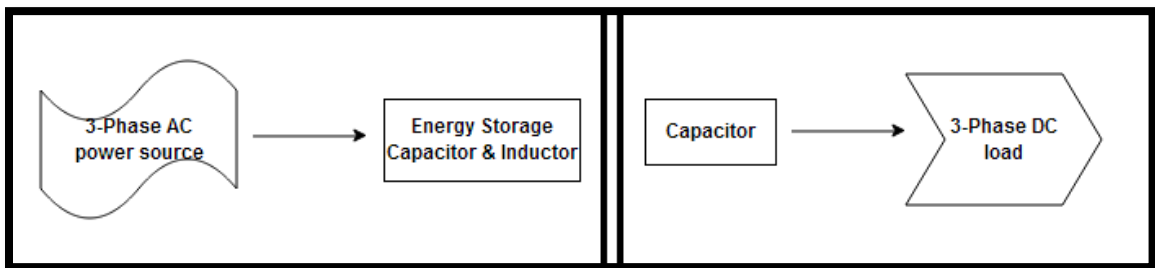 3-Phase AC
power source
Energy Storage
Capacitor & Inductor
Capacitor
3-Phase DC
load